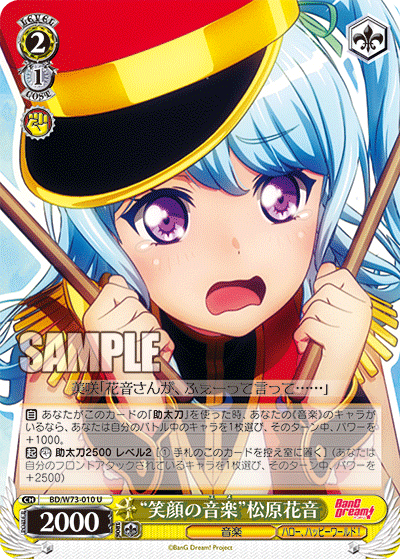 LEVEL
2
1
COST
SAMPLE
美咲「花音さんが、ふえーって言って……」
自 あなたがこのカードの「助太刀」を使った時、あなたの《音楽》のキャラが
いるなら、あなたは自分のバトル中のキャラを1枚選び、そのターン中、パワーを
+1000。
起 助太刀2500 レベル2 [① 手札のこのカードを控室に置く]（あなたは
自分のフロントアタックされているキャラを1枚選び、そのターン中、パワーを
+2500）
CH BD/W73-010 U
2000
“笑顔の音楽”松原花音
BanG Dream!
音楽
ハロー、ハッピーワールド!
©BanG Dream! Project